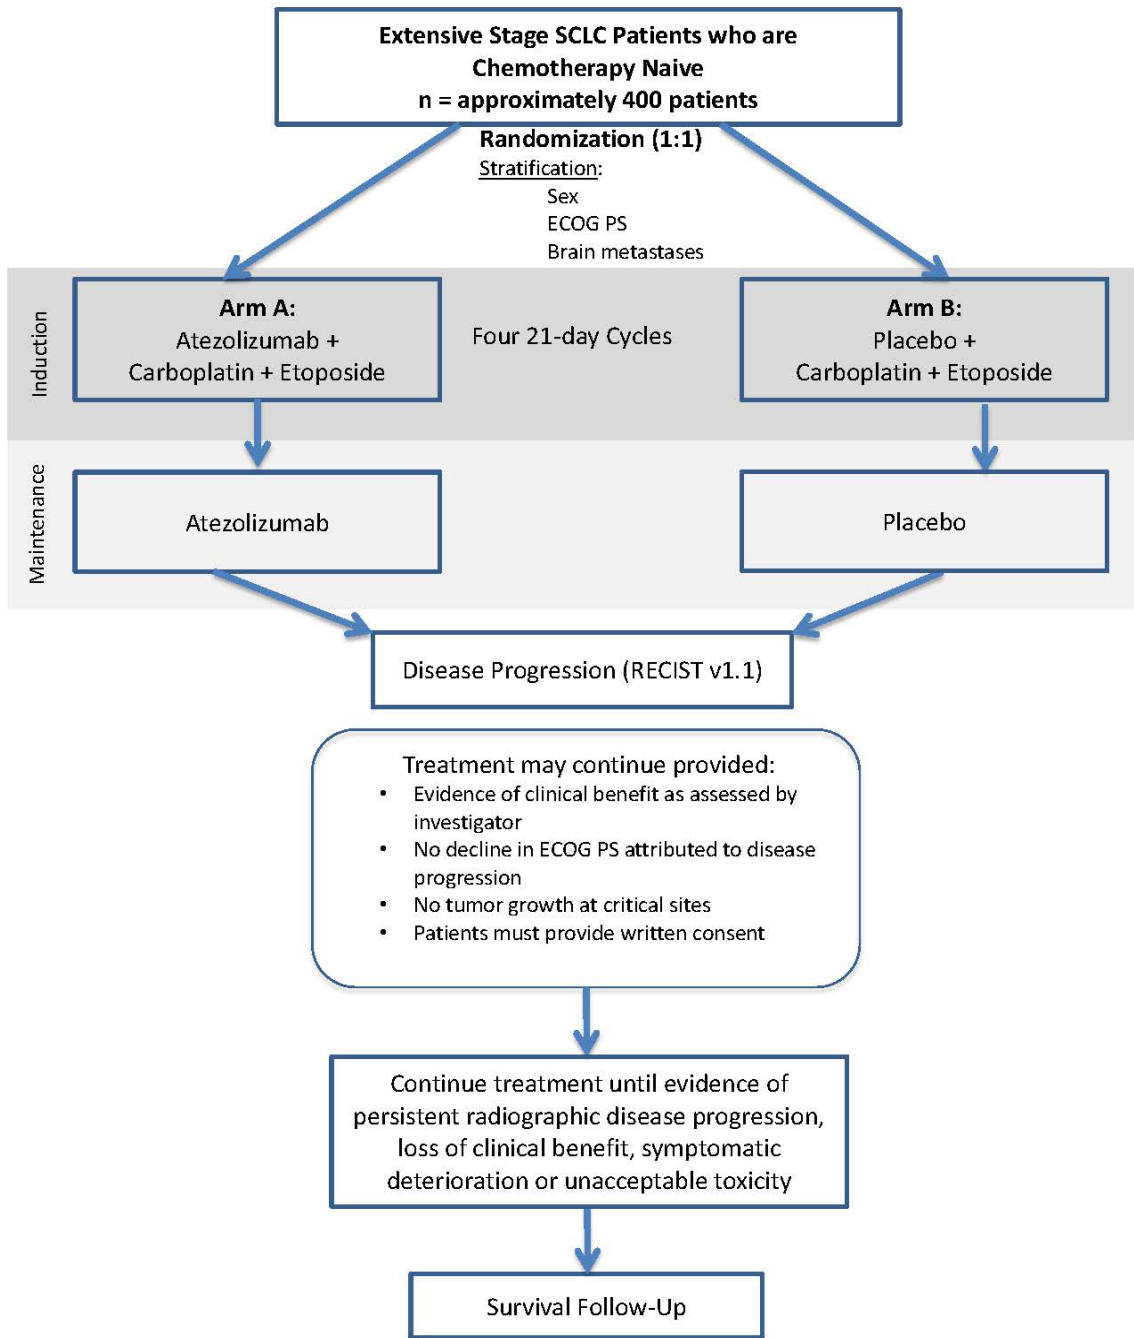 Extensive Stage SCLC Patients who are
Chemotherapy Naive
n = approximately 400 patients
Randomization (1:1)
Stratification:
Sex
ECOG PS
Brain metastases
Induction
Arm A:
Atezolizumab +
Carboplatin + Etoposide
Four 21-day Cycles
Arm B:
Placebo +
Carboplatin + Etoposide
Maintenance
Atezolizumab
Placebo
Disease Progression (RECIST v1.1)
Treatment may continue provided:
• Evidence of clinical benefit as assessed by
investigator
• No decline in ECOG PS attributed to disease
progression
• No tumor growth at critical sites
• Patients must provide written consent
Continue treatment until evidence of
persistent radiographic disease progression,
loss of clinical benefit, symptomatic
deterioration or unacceptable toxicity
Survival Follow-Up